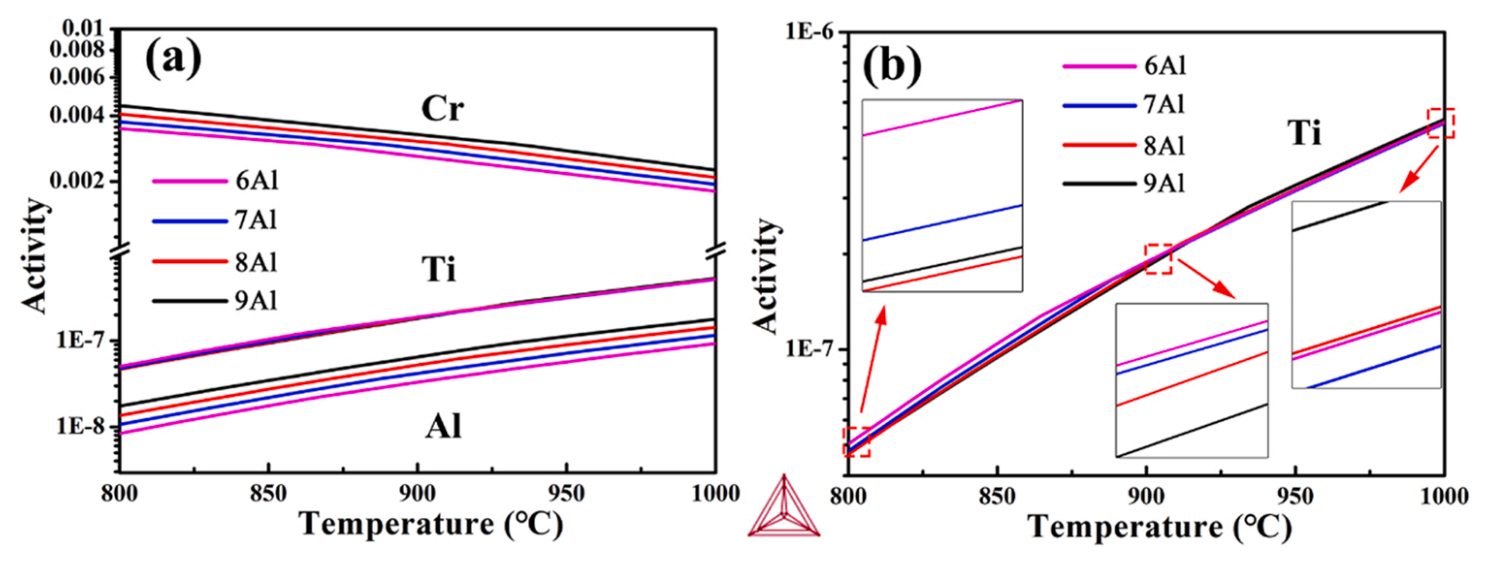 (a)
0.01
0.008
0.006
0.004
0.002
1E-7
1E-8
Activity
Cr
6Al
7Al
8Al
9Al
Ti
Al
800
850
900
950
1000
Temperature (℃)
(b)
1E-6
1E-7
Activity
6Al
7Al
8Al
9Al
Ti
800
850
900
950
1000
Temperature (℃)